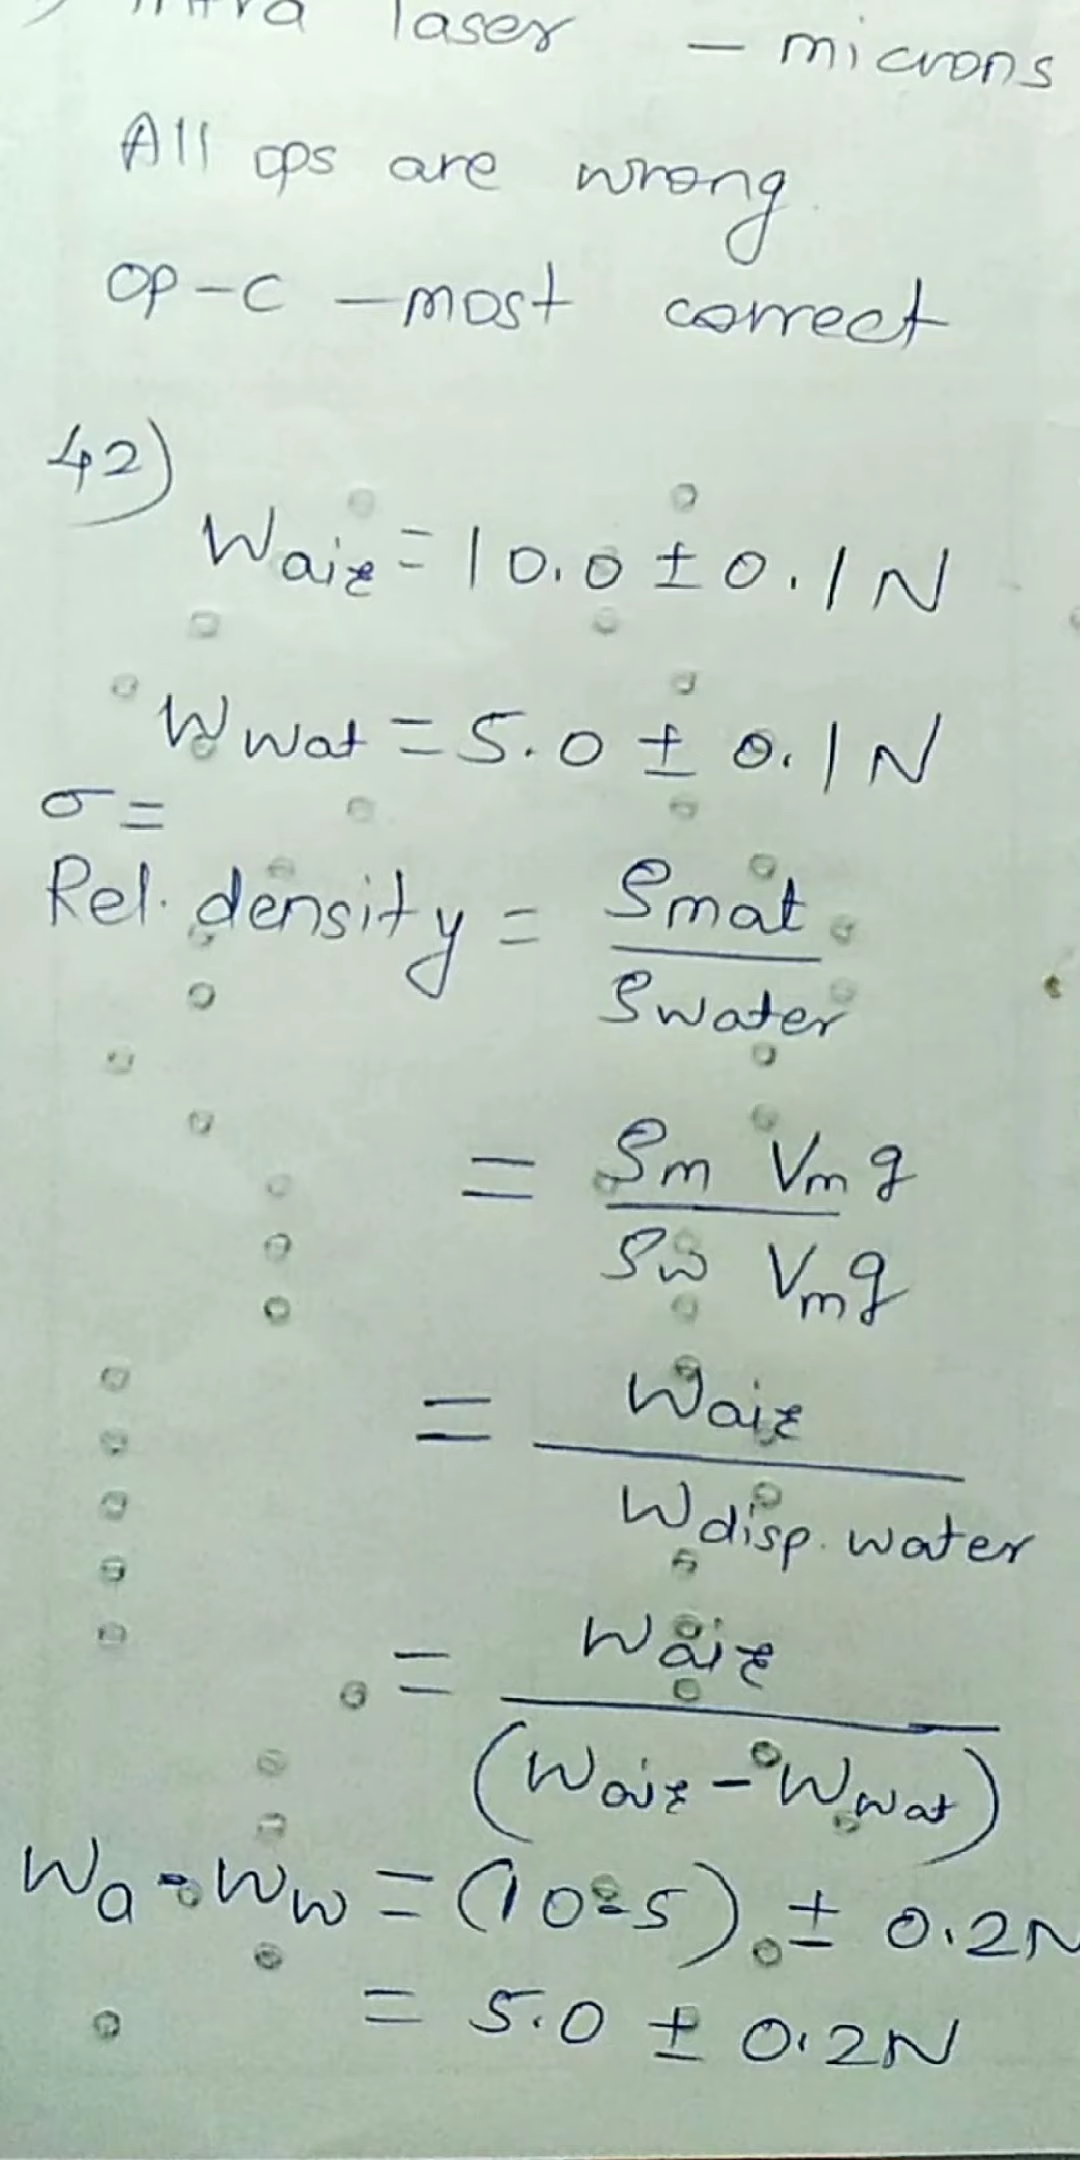 laser - microns
All ops are wrong
OP-C - most correct
42)
Wair = 10.0 ± 0.1 N
Wwat = 5.0 ± 0.1 N
σ =
Rel. density = ρmat / ρwater
= ρm Vm g / ρw Vm g
= Wair / Wdisp. water
= Wair / (Wair - Wwat)
Wa - Ww = (10-5) ± 0.2N
= 5.0 ± 0.2N